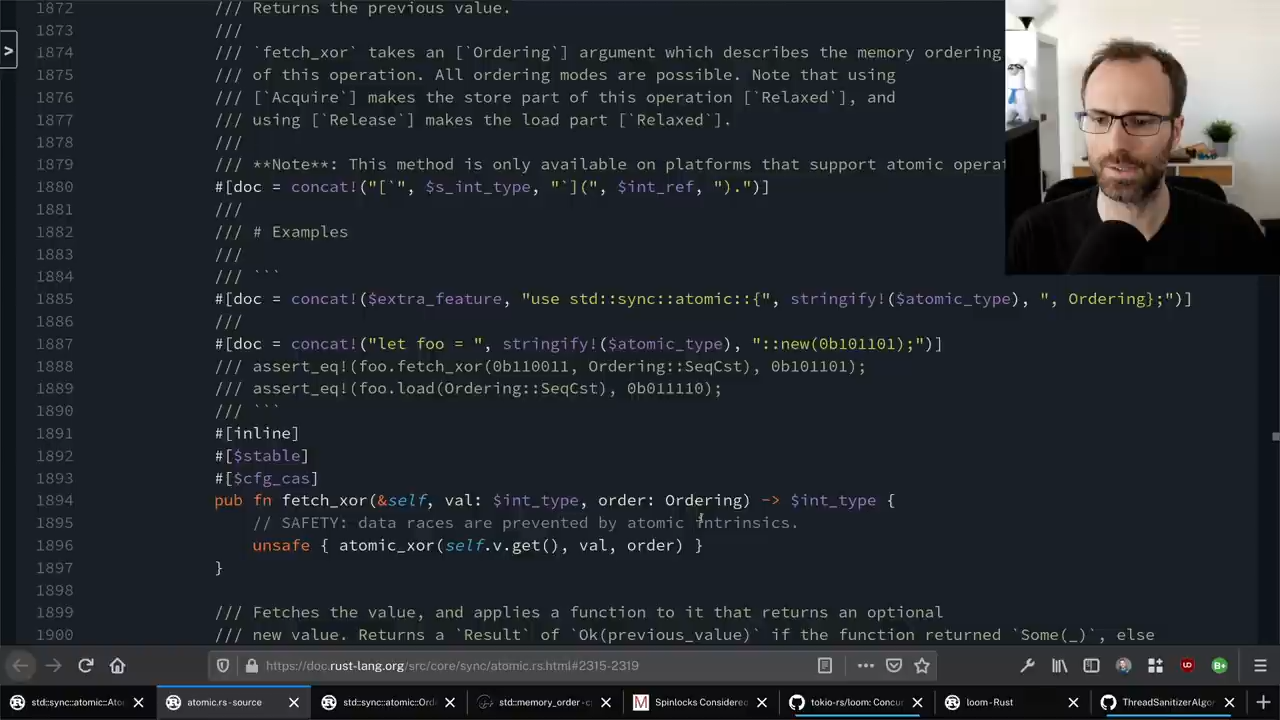 1872 /// Returns the previous value.
1873 ///
1874 /// `fetch_xor` takes an [`Ordering`] argument which describes the memory ordering
1875 /// of this operation. All ordering modes are possible. Note that using
1876 /// [`Acquire`] makes the store part of this operation [`Relaxed`], and
1877 /// using [`Release`] makes the load part [`Relaxed`].
1878 ///
1879 /// **Note**: This method is only available on platforms that support atomic operat
1880 #[doc = concat!("[`", $s_int_type, "`](", $int_ref, ").")]
1881 ///
1882 /// # Examples
1883 ///
1884 /// ```
1885 #[doc = concat!($extra_feature, "use std::sync::atomic::{", stringify!($atomic_type), ", Ordering};")]
1886 ///
1887 #[doc = concat!("let foo = ", stringify!($atomic_type), "::new(0b101101);")]
1888 /// assert_eq!(foo.fetch_xor(0b110011, Ordering::SeqCst), 0b101101);
1889 /// assert_eq!(foo.load(Ordering::SeqCst), 0b011110);
1890 /// ```
1891 #[inline]
1892 #[$stable]
1893 #[$cfg_cas]
1894 pub fn fetch_xor(&self, val: $int_type, order: Ordering) -> $int_type {
1895 // SAFETY: data races are prevented by atomic intrinsics.
1896 unsafe { atomic_xor(self.v.get(), val, order) }
1897 }
1898
1899 /// Fetches the value, and applies a function to it that returns an optional
1900 /// new value. Returns a `Result` of `Ok(previous_value)` if the function returned `Some(_)`, else
https://doc.rust-lang.org/src/core/sync/atomic.rs.html#2315-2319
std::sync::atomic::Ato
atomic.rs - source
std::sync::atomic::Ord
std::memory_order - c
Spinlocks Considered
tokio-rs/loom: Concur
loom - Rust
ThreadSanitizerAlgor